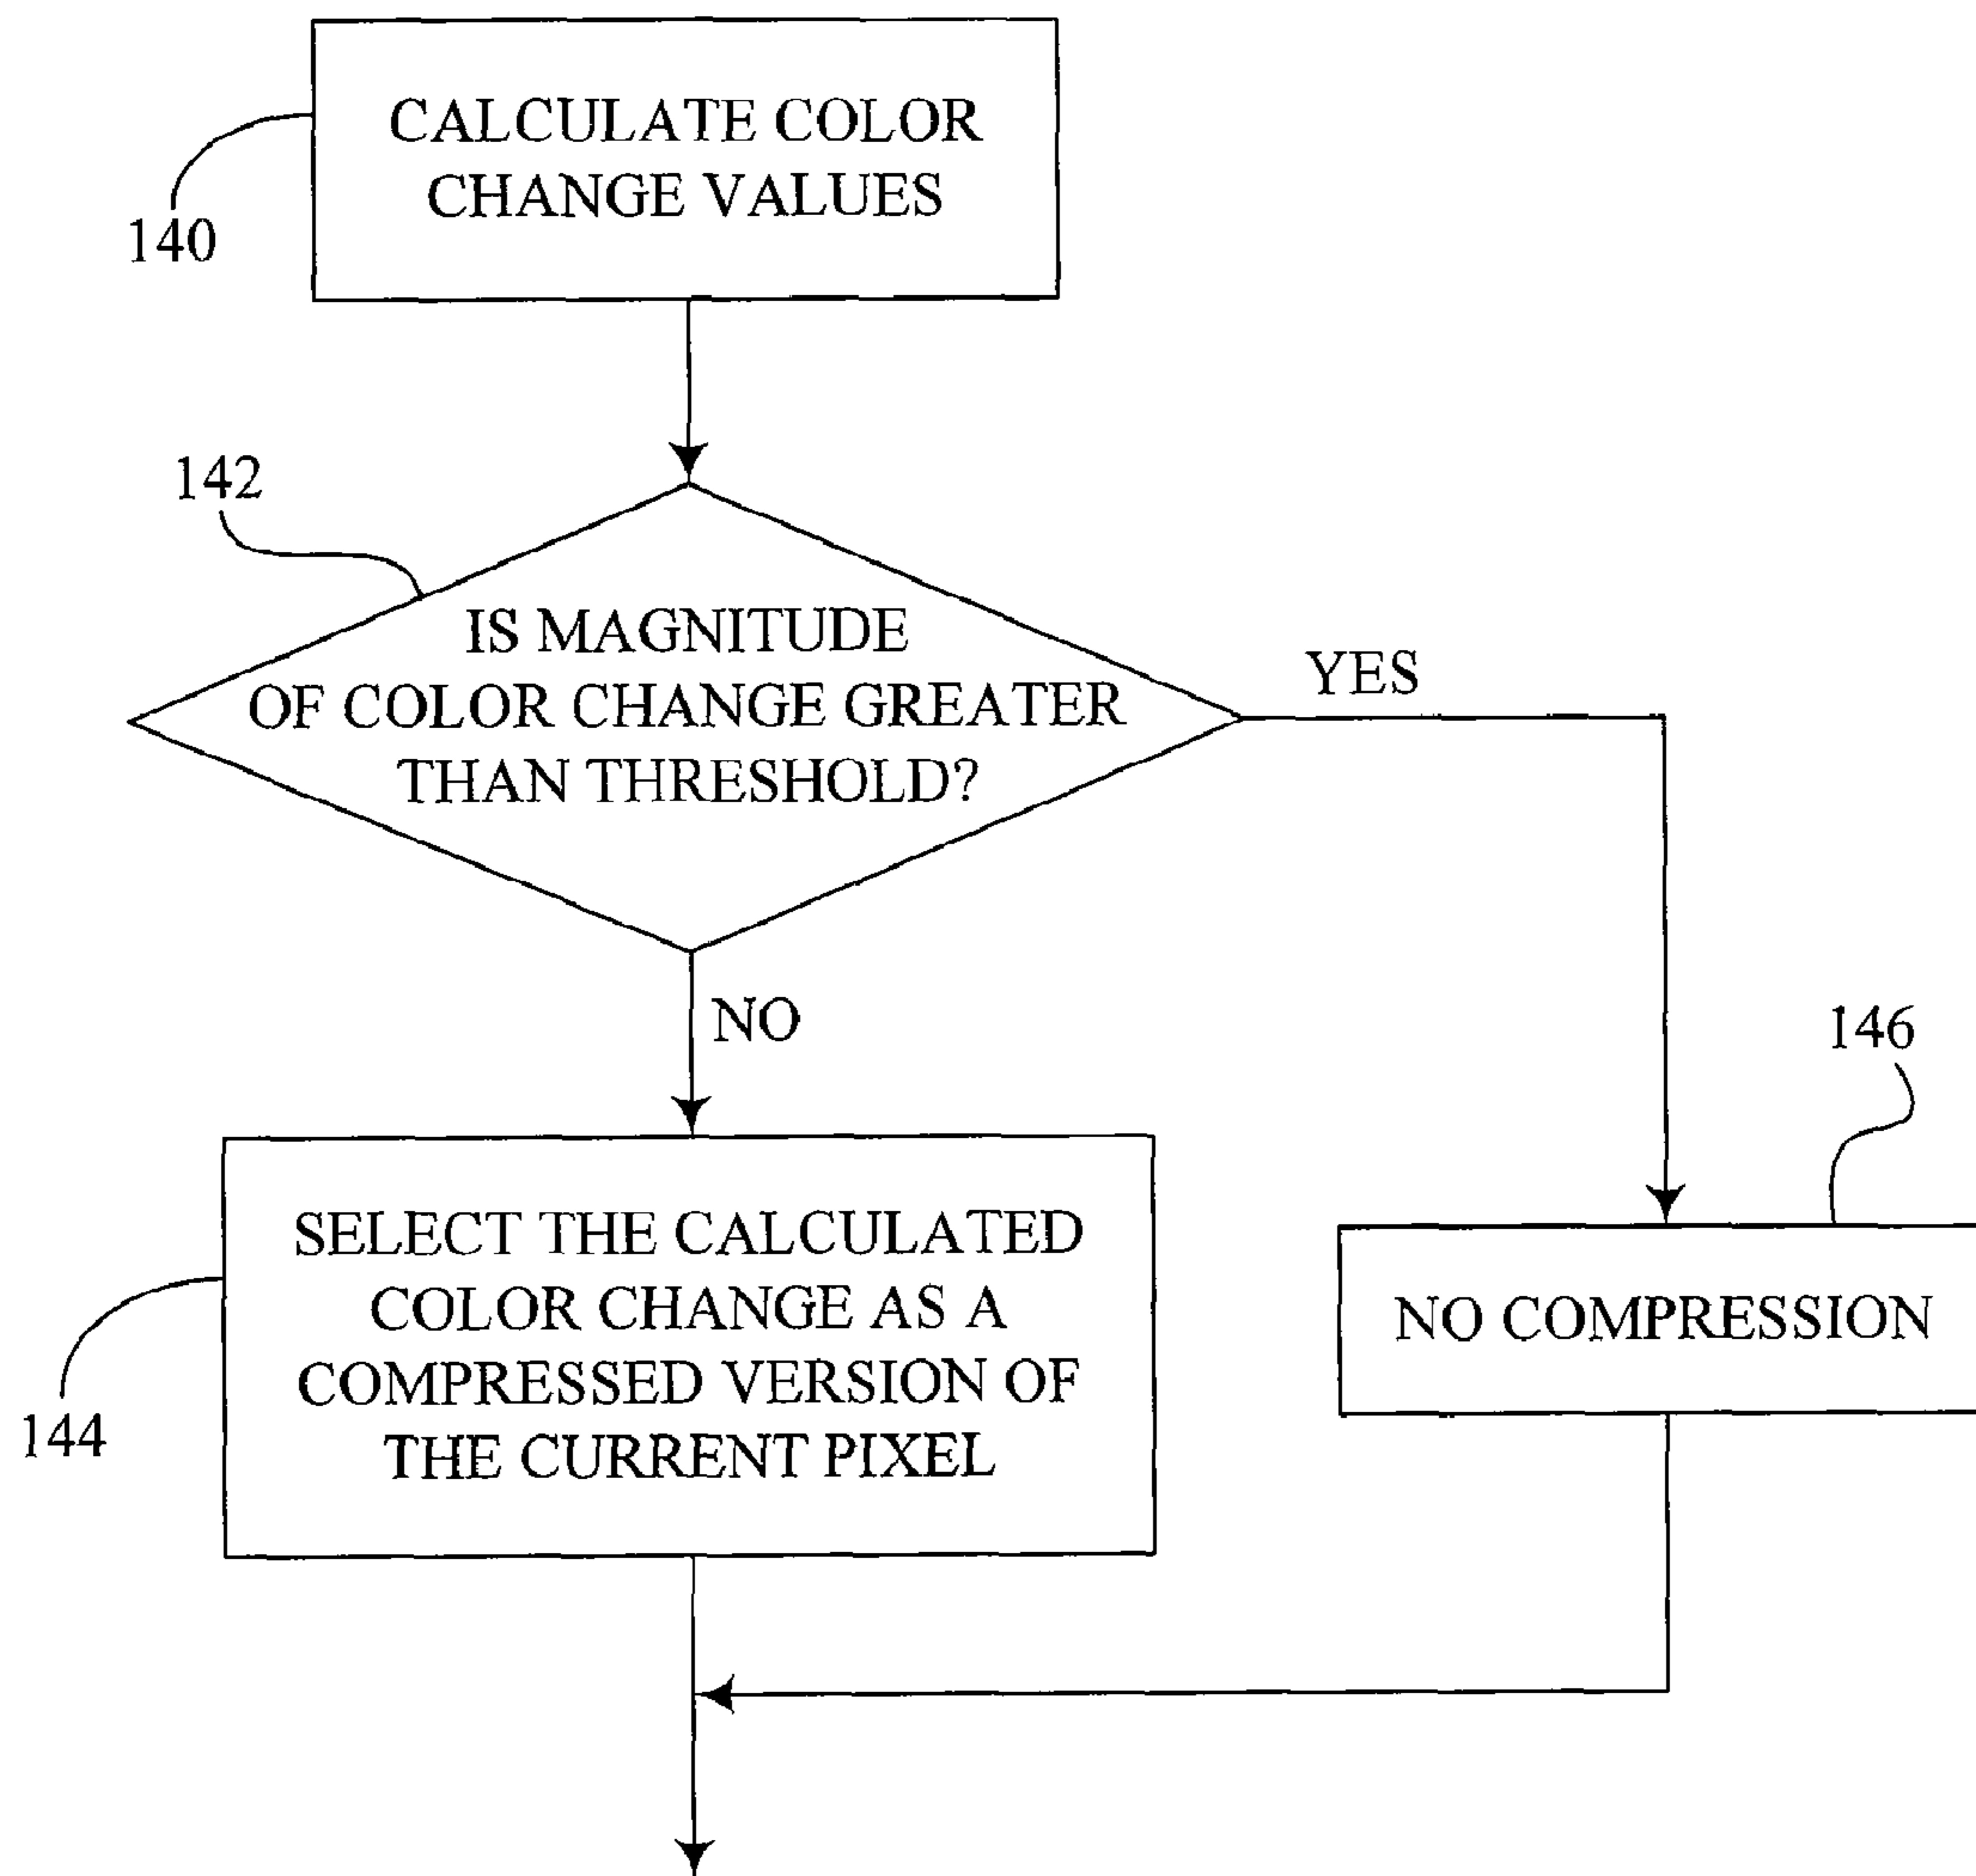 CALCULATE COLOR
CHANGE VALUES
140
142
IS MAGNITUDE
OF COLOR CHANGE GREATER
THAN THRESHOLD?
YES
NO
146
SELECT THE CALCULATED
COLOR CHANGE AS A
COMPRESSED VERSION OF
THE CURRENT PIXEL
NO COMPRESSION
144